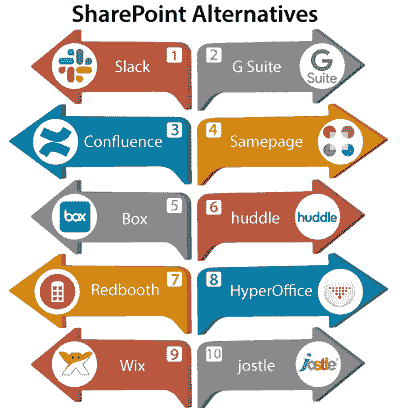 SharePoint Alternatives
Slack 1
2 G Suite
G
Suite
Confluence 3
4 Samepage
box
Box 5
6 huddle
huddle
Redbooth 7
8 HyperOffice
Wix 9
10 jostle
jostle